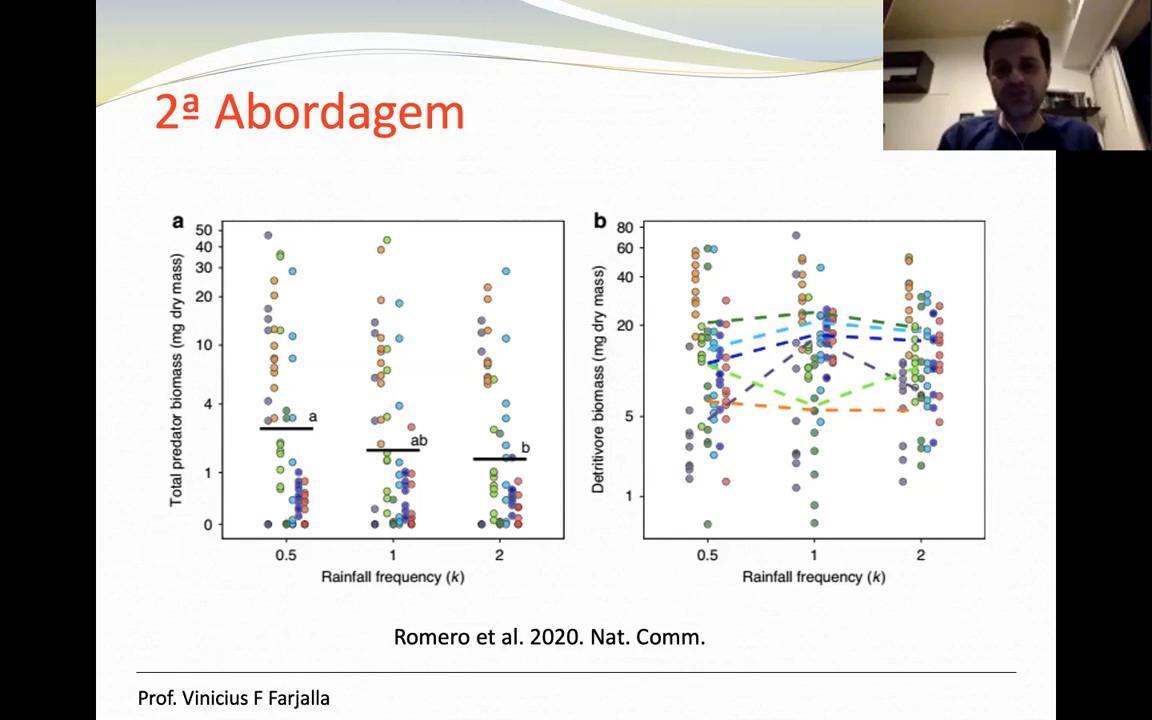 2ª Abordagem
a
50
40
30
20
10
4
1
0
Total predator biomass (mg dry mass)
a
ab
b
0.5 1 2
Rainfall frequency (k)
b
80
60
40
20
5
1
Detritivore biomass (mg dry mass)
0.5 1 2
Rainfall frequency (k)
Romero et al. 2020. Nat. Comm.
Prof. Vinicius F Farjalla